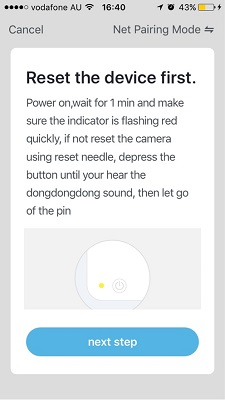 vodafone AU 16:40 43%
Cancel Net Pairing Mode
Reset the device first.
Power on,wait for 1 min and make
sure the indicator is flashing red
quickly, if not reset the camera
using reset needle, depress the
button until your hear the
dongdongdong sound, then let go
of the pin
next step